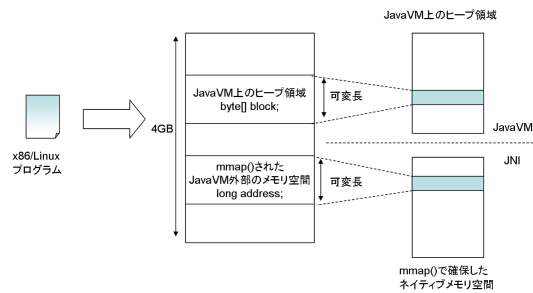 JavaVM上のヒープ領域
JavaVM上のヒープ領域
byte[] block;
可変長
4GB
JavaVM
x86/Linux
プログラム
JNI
mmap()された
JavaVM外部のメモリ空間
long address;
可変長
mmap()で確保した
ネイティブメモリ空間